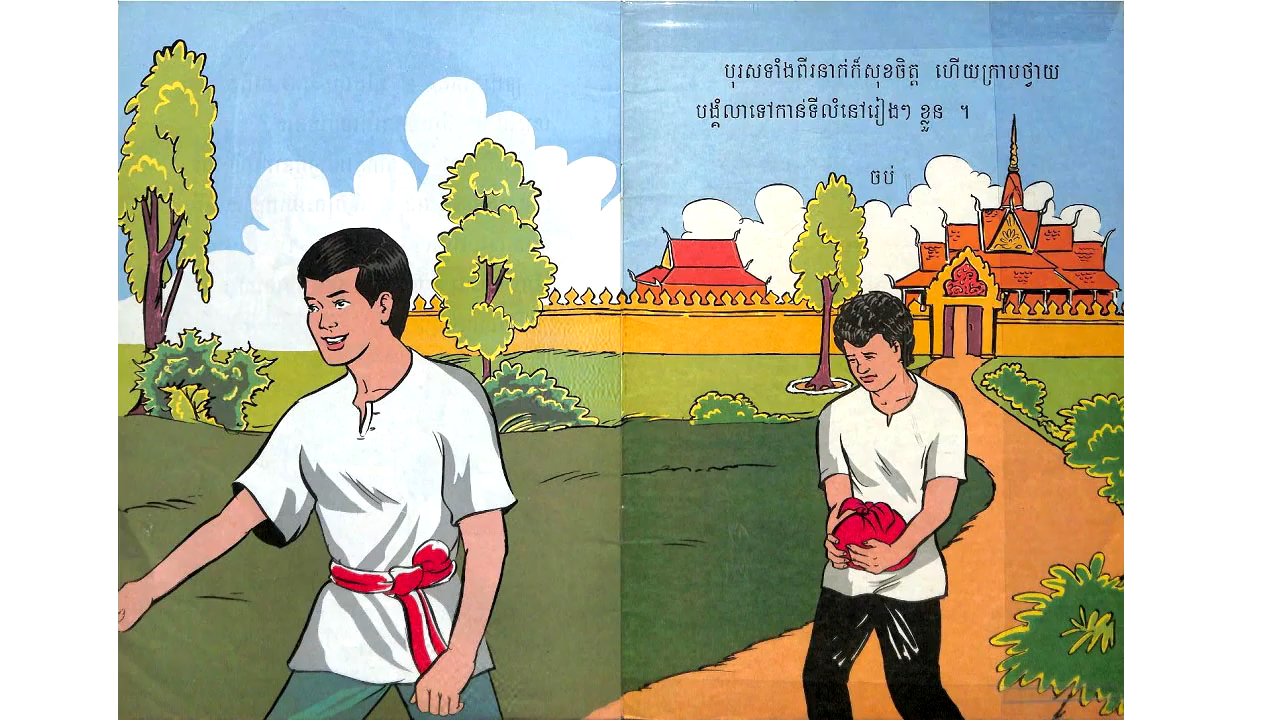 បុរសទាំងពីរនាក់ក៏សុខចិត្ត ហើយក្រាបថ្វាយ
បង្គំលាទៅកាន់ទីលំនៅរៀងៗ ខ្លួន ។
ចប់